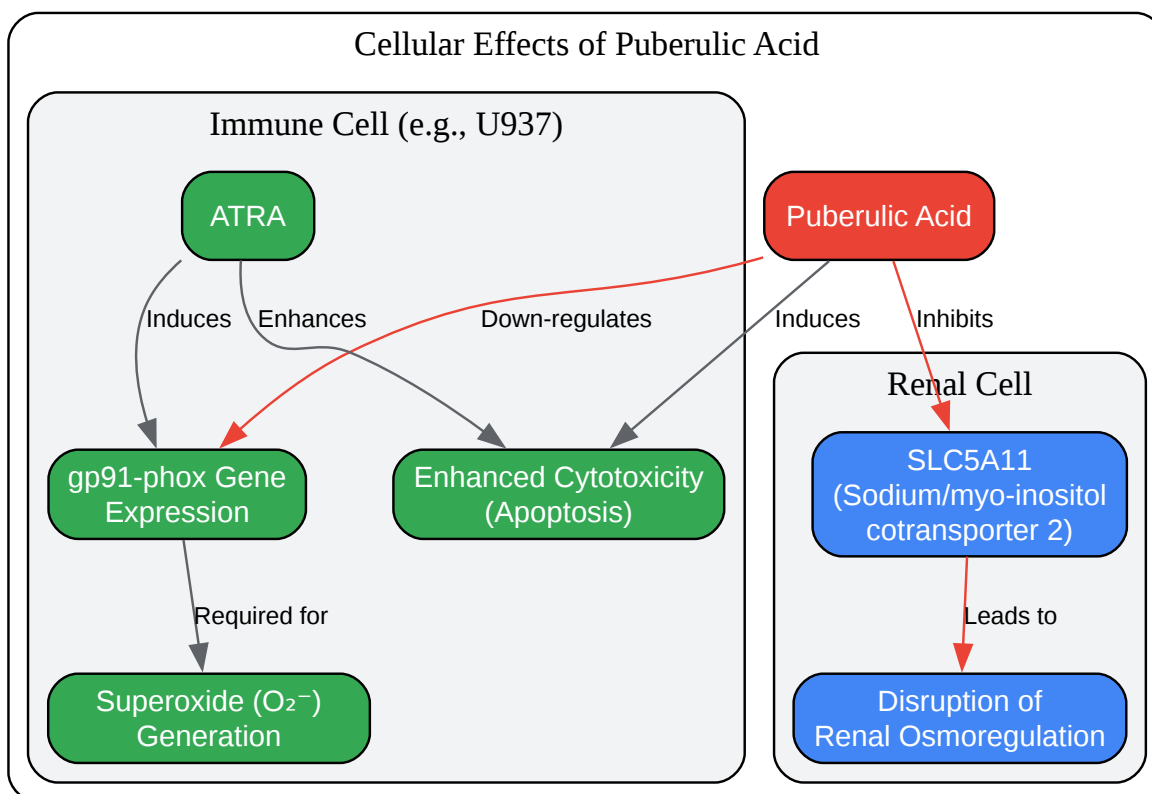 Cellular Effects of Puberulic Acid
Immune Cell (e.g., U937)
ATRA
Puberulic Acid
Induces
Enhances
Down-regulates
Induces
Inhibits
Renal Cell
gp91-phox Gene
Expression
Enhanced Cytotoxicity
(Apoptosis)
SLC5A11
(Sodium/myo-inositol
cotransporter 2)
Required for
Leads to
Superoxide (O₂⁻)
Generation
Disruption of
Renal Osmoregulation